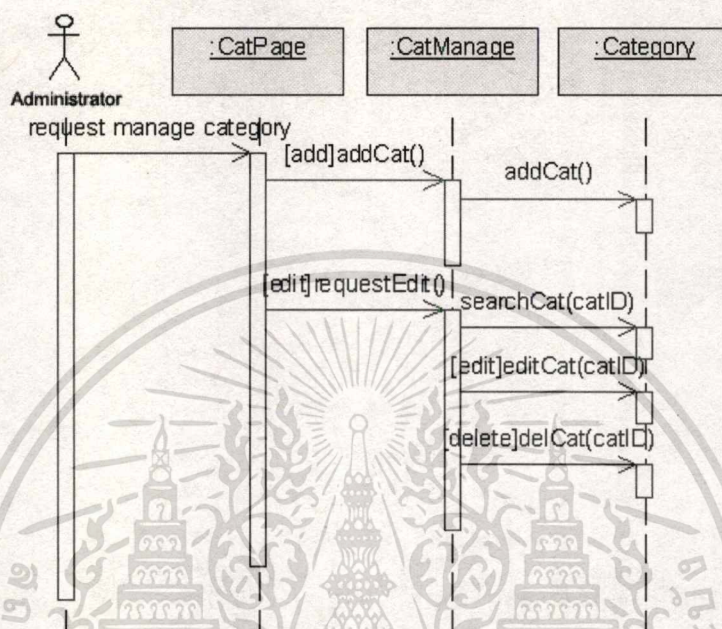 :CatPage
:CatManage
:Category
Administrator
request manage category
[add]addCat()
addCat()
[edit]requestEdit()
searchCat(catID)
[edit]editCat(catID)
[delete]delCat(catID)